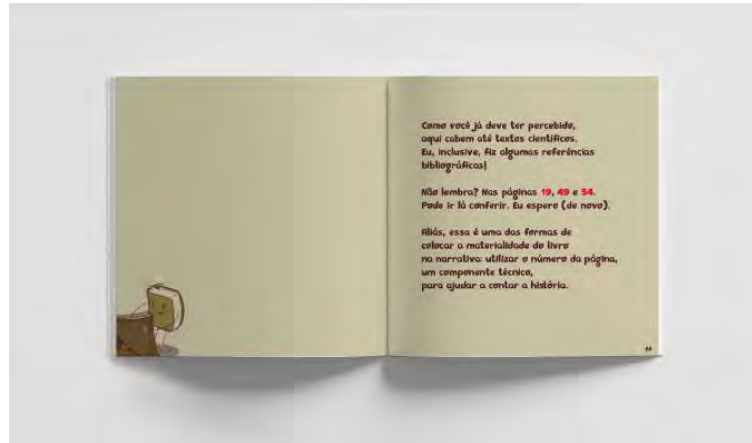 Como você já deve ter percebido,
aqui cabem até textos científicos.
Eu, inclusive, fiz algumas referências
bibliográficas!
Não lembra? Nas páginas 19, 49 e 54.
Pode ir lá conferir. Eu espero (de novo).
Aliás, essa é uma das formas de
colocar a materialidade do livro
na narrativa: utilizar o número da página,
um componente técnico,
para ajudar a contar a história.